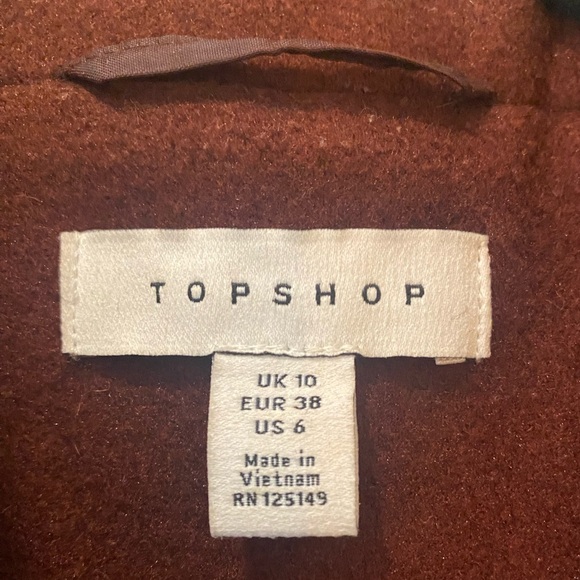 TOPSHOP
UK 10
EUR 38
US 6
Made in
Vietnam
RN 125149